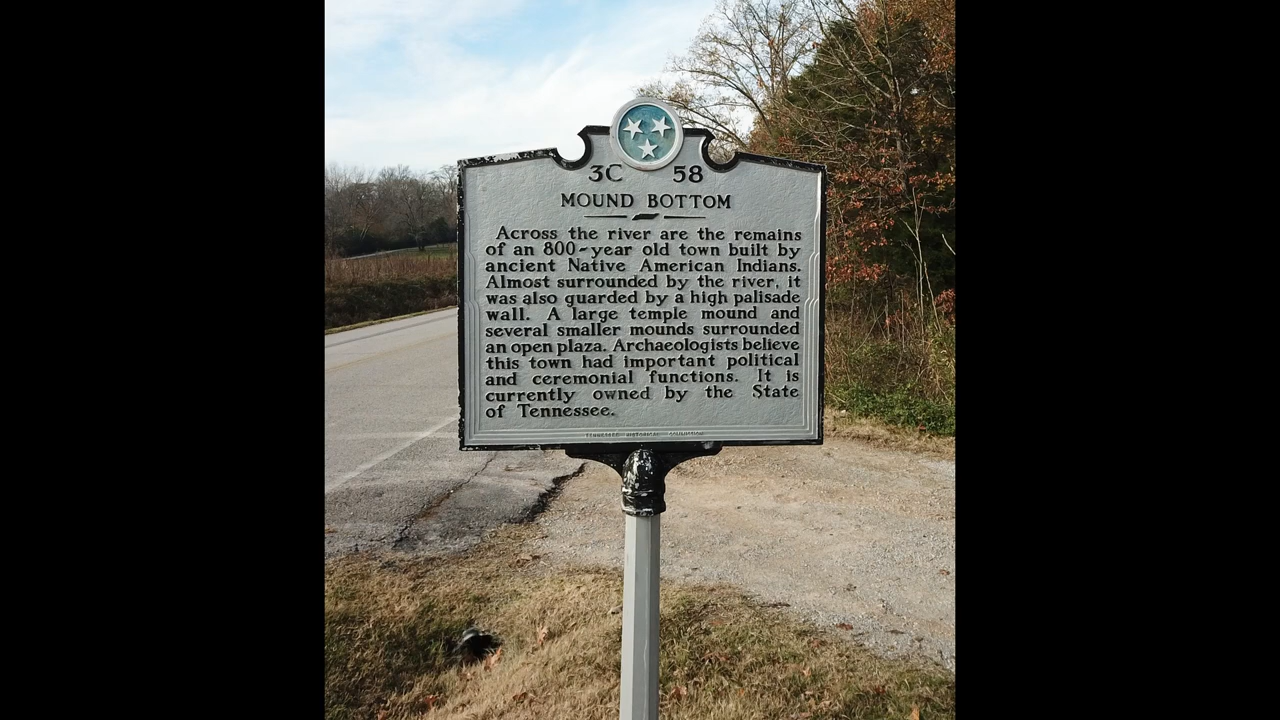 3C 58
MOUND BOTTOM
Across the river are the remains
of an 800-year old town built by
ancient Native American Indians.
Almost surrounded by the river, it
was also guarded by a high palisade
wall. A large temple mound and
several smaller mounds surrounded
an open plaza. Archaeologists believe
this town had important political
and ceremonial functions. It is
currently owned by the State
of Tennessee.
TENNESSEE HISTORICAL COMMISSION